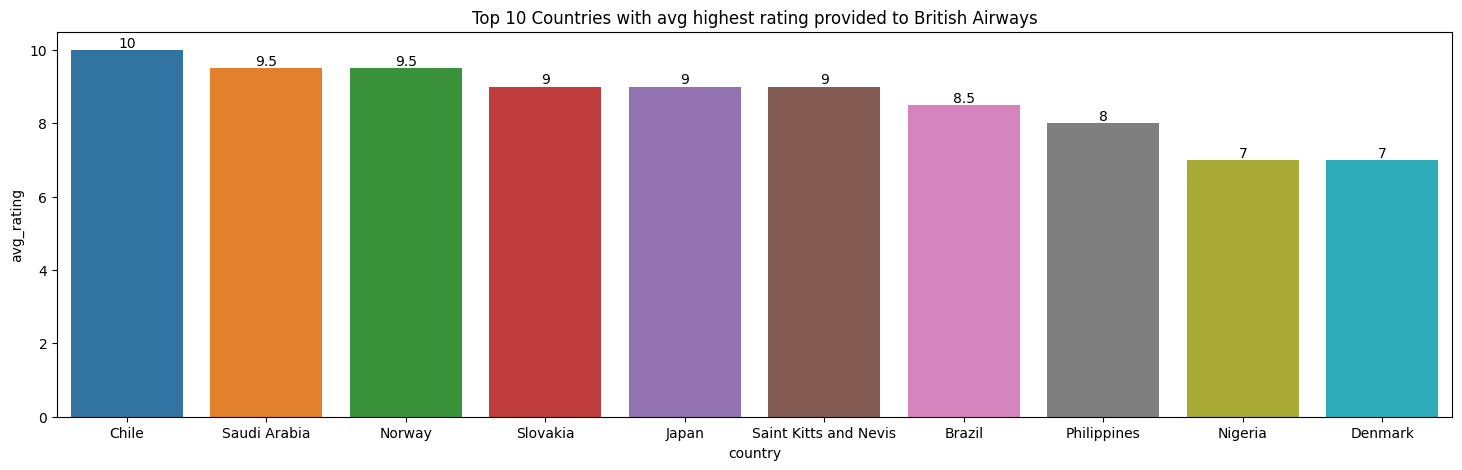 Top 10 Countries with avg highest rating provided to British Airways
avg_rating
10
8
6
4
2
0
10
9.5
9.5
9
9
9
8.5
8
7
7
Chile
Saudi Arabia
Norway
Slovakia
Japan
Saint Kitts and Nevis
Brazil
Philippines
Nigeria
Denmark
country